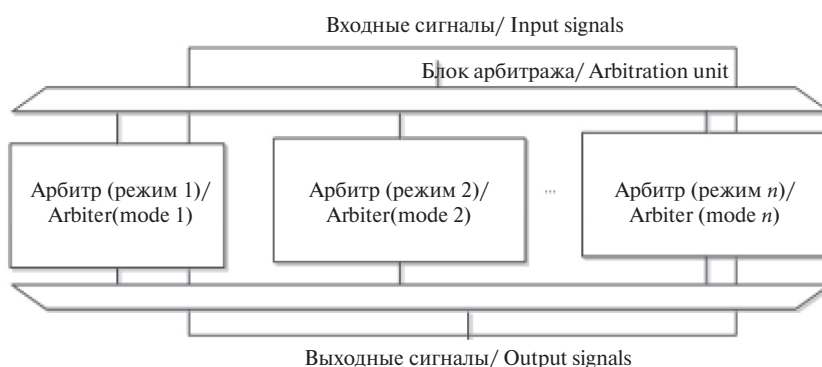 Входные сигналы/ Input signals
Блок арбитража/ Arbitration unit
Арбитр (режим 1)/
Arbiter(mode 1)
Арбитр (режим 2)/
Arbiter(mode 2)
...
Арбитр (режим n)/
Arbiter (mode n)
Выходные сигналы/ Output signals